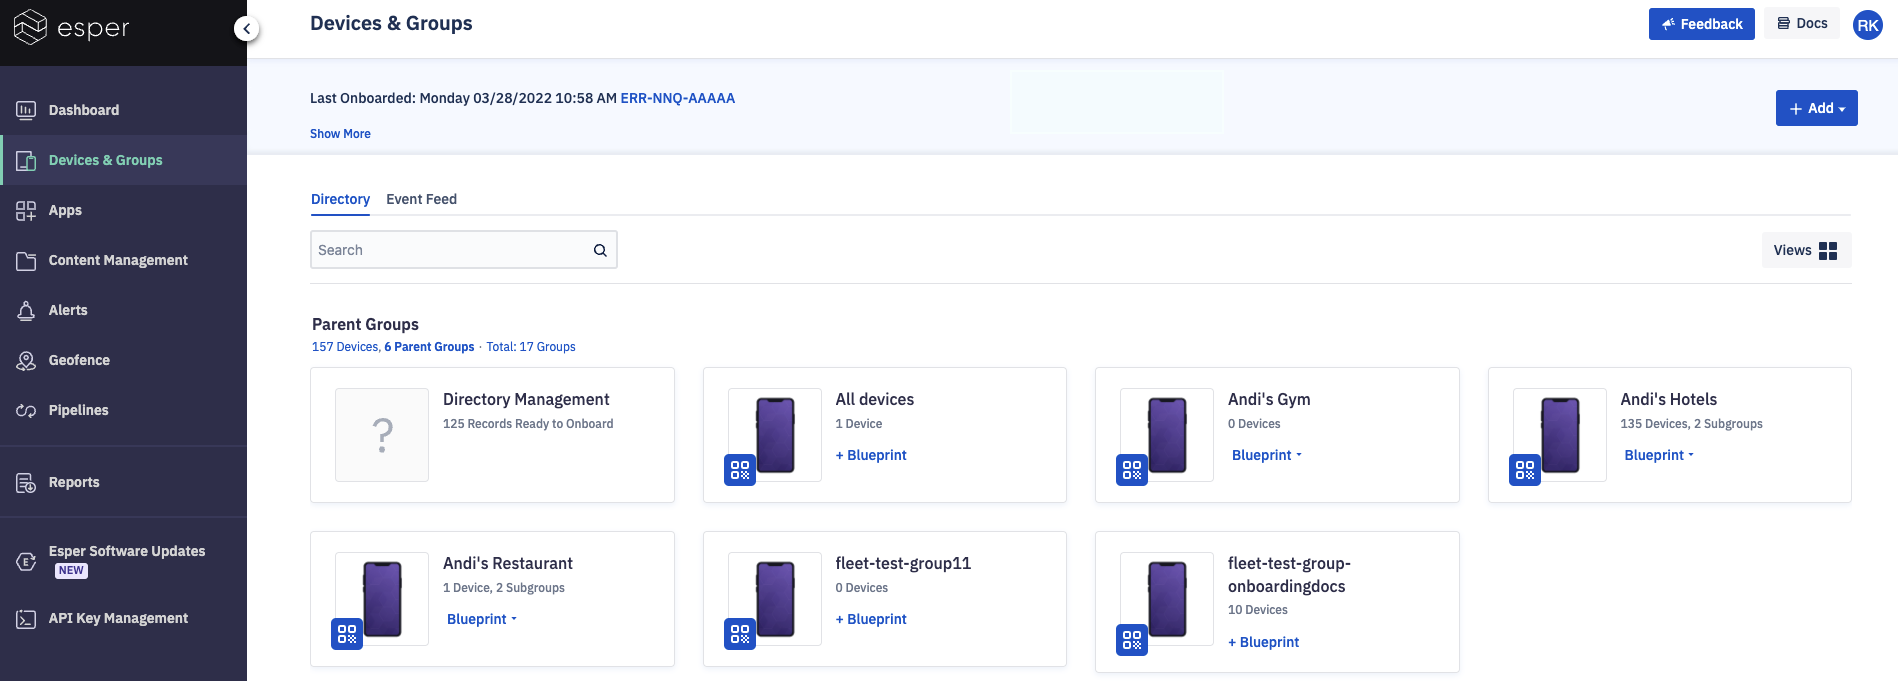 esper
Devices & Groups
Feedback
Docs
RK
Dashboard
Devices & Groups
Apps
Content Management
Alerts
Geofence
Pipelines
Reports
Esper Software Updates
NEW
API Key Management
Last Onboarded: Monday 03/28/2022 10:58 AM ERR-NNQ-AAAAA
Show More
+ Add
Directory Event Feed
Search
Views
Parent Groups
157 Devices, 6 Parent Groups · Total: 17 Groups
?
Directory Management
125 Records Ready to Onboard
All devices
1 Device
+ Blueprint
Andi's Gym
0 Devices
Blueprint
Andi's Hotels
135 Devices, 2 Subgroups
Blueprint
Andi's Restaurant
1 Device, 2 Subgroups
Blueprint
fleet-test-group11
0 Devices
+ Blueprint
fleet-test-group-
onboardingdocs
10 Devices
+ Blueprint